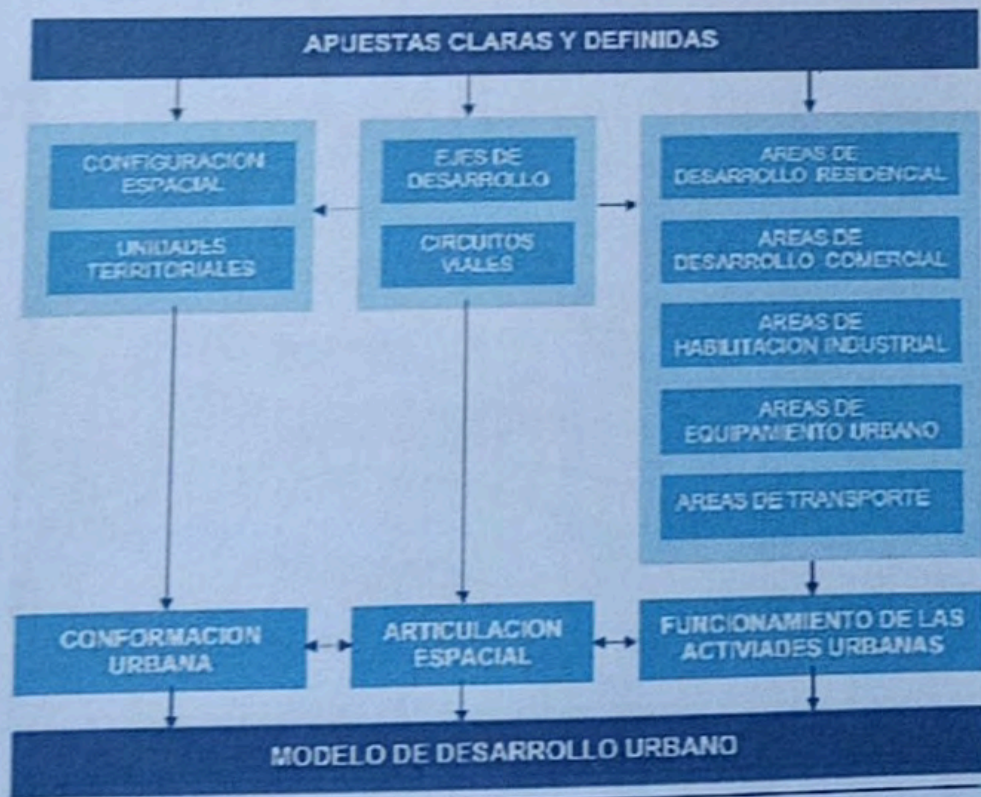 APUESTAS CLARAS Y DEFINIDAS
CONFIGURACION
ESPACIAL
UNIDADES
TERRITORIALES
EJES DE
DESARROLLO
CIRCUITOS
VIALES
AREAS DE
DESARROLLO RESIDENCIAL
AREAS DE
DESARROLLO COMERCIAL
AREAS DE
HABILITACION INDUSTRIAL
AREAS DE
EQUIPAMIENTO URBANO
AREAS DE TRANSPORTE
CONFORMACION
URBANA
ARTICULACION
ESPACIAL
FUNCIONAMIENTO DE LAS
ACTIVIADES URBANAS
MODELO DE DESARROLLO URBANO